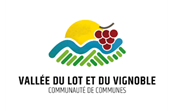 VALLÉE DU LOT ET DU VIGNOBLE
COMMUNAUTÉ DE COMMUNES